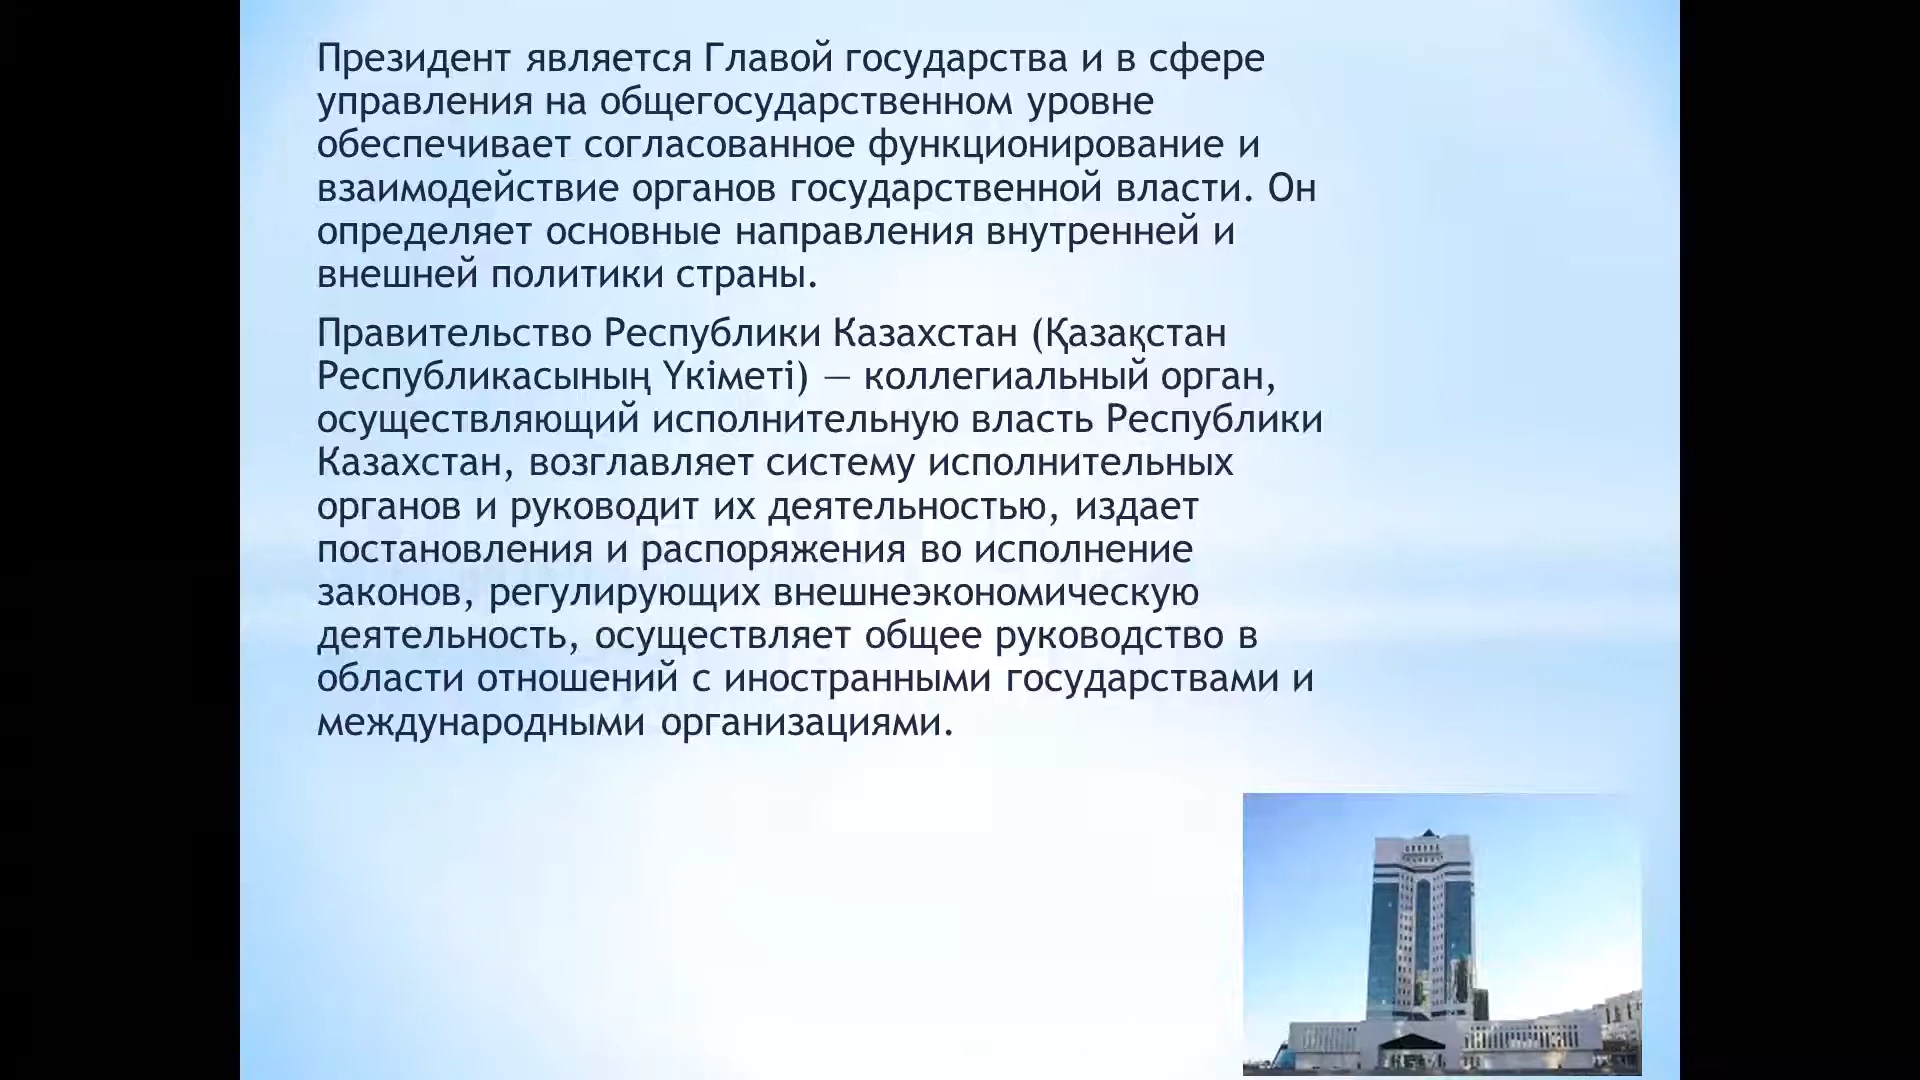 Президент является Главой государства и в сфере
управления на общегосударственном уровне
обеспечивает согласованное функционирование и
взаимодействие органов государственной власти. Он
определяет основные направления внутренней и
внешней политики страны.
Правительство Республики Казахстан (Қазақстан
Республикасының Үкіметі) — коллегиальный орган,
осуществляющий исполнительную власть Республики
Казахстан, возглавляет систему исполнительных
органов и руководит их деятельностью, издает
постановления и распоряжения во исполнение
законов, регулирующих внешнеэкономическую
деятельность, осуществляет общее руководство в
области отношений с иностранными государствами и
международными организациями.